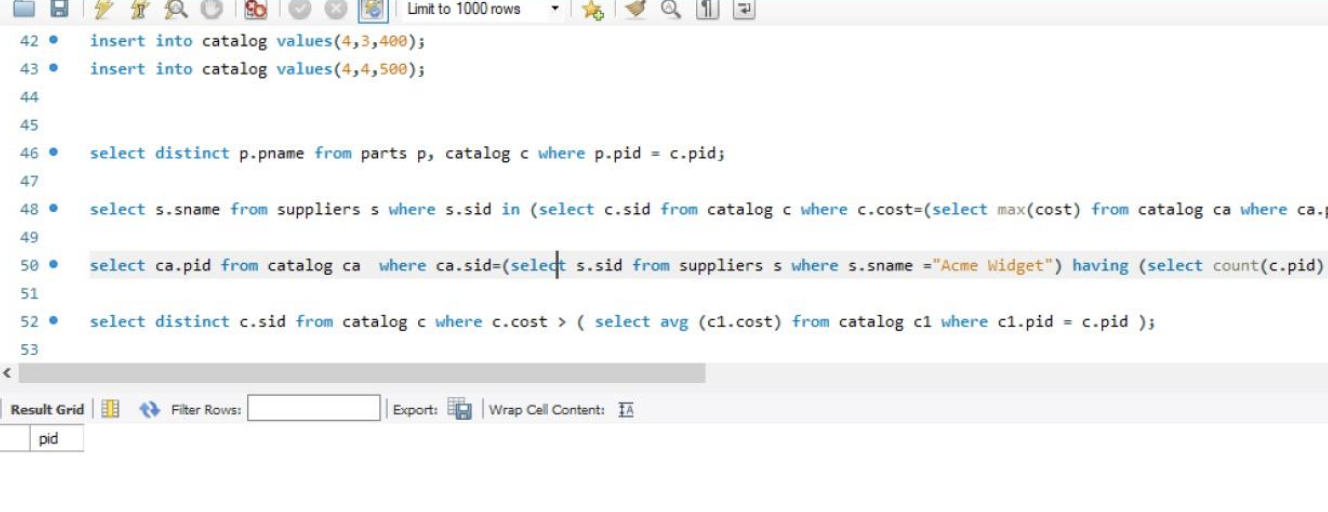 Limit to 1000 rows
42 insert into catalog values(4,3,400);
43 insert into catalog values(4,4,500);
44
45
46 select distinct p.pname from parts p, catalog c where p.pid = c.pid;
47
48 select s.sname from suppliers s where s.sid in (select c.sid from catalog c where c.cost=(select max(cost) from catalog ca where ca.
49
50 select ca.pid from catalog ca  where ca.sid=(select s.sid from suppliers s where s.sname ="Acme Widget") having (select count(c.pid)
51
52 select distinct c.sid from catalog c where c.cost > ( select avg (c1.cost) from catalog c1 where c1.pid = c.pid );
53
Result Grid Filter Rows: Export: Wrap Cell Content:
pid